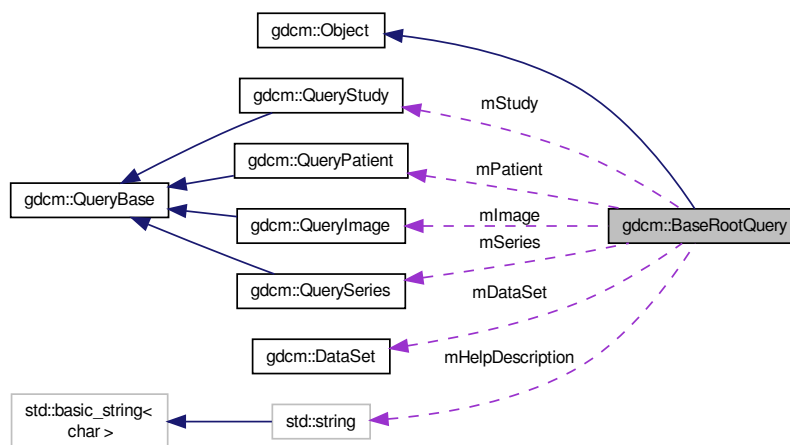 gdcm::Object
gdcm::QueryStudy
mStudy
gdcm::QueryPatient
mPatient
gdcm::QueryBase
gdcm::QueryImage
mImage
gdcm::BaseRootQuery
mSeries
gdcm::QuerySeries
mDataSet
gdcm::DataSet
mHelpDescription
std::basic_string<
char >
std::string